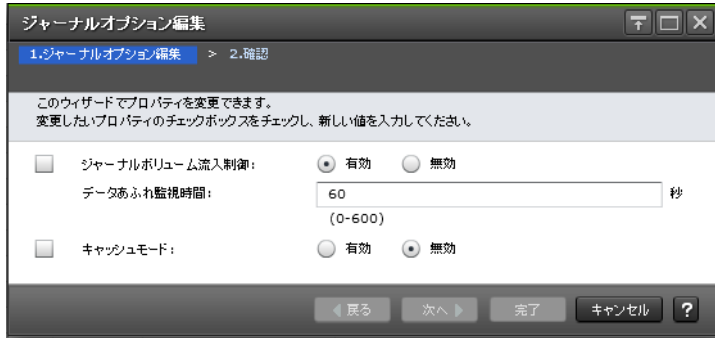 ジャーナルオプション編集
1.ジャーナルオプション編集 > 2.確認
このウィザードでプロパティを変更できます。
変更したいプロパティのチェックボックスをチェックし、新しい値を入力してください。
ジャーナルボリューム流入制御: 有効 無効
データあふれ監視時間: 60 秒
(0-600)
キャッシュモード: 有効 無効
戻る 次へ 完了 キャンセル ?